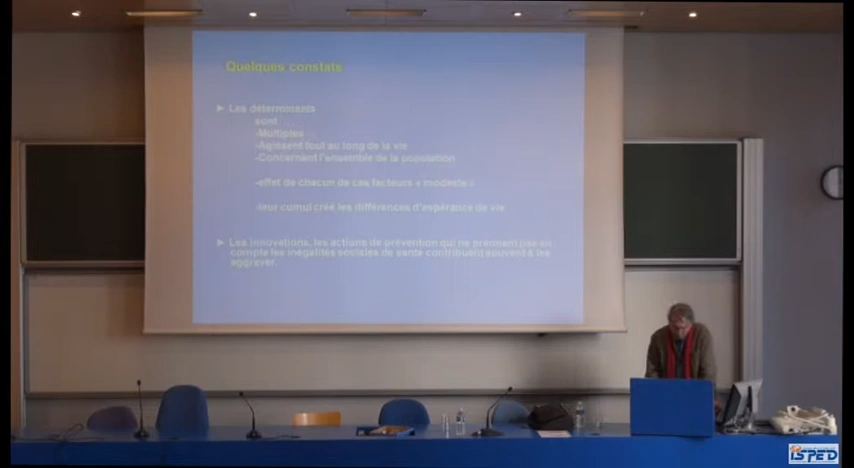 Quelques constats
► Les déterminants
sont
-Multiples
-Agissent tout au long de la vie
-Concernant l'ensemble de la population
-effet de chacun de ces facteurs « modeste »
-leur cumul créé les différences d'espérance de vie
► Les innovations, les actions de prévention qui ne prennent pas en
compte les inégalités sociales de santé contribuent souvent à les
aggraver.
ISPED